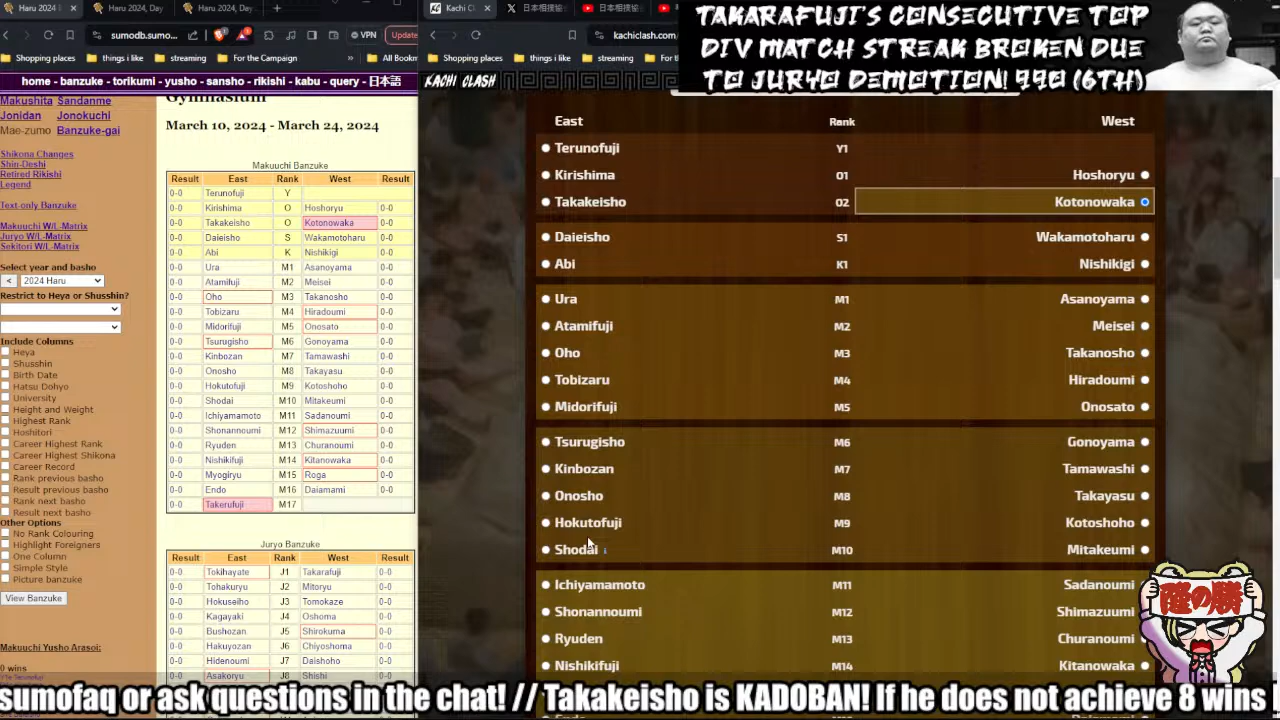 Haru 2024
Haru 2024, Day
Haru 2024, Day
sumodb.sumo...
VPN
Update
Shopping places
things i like
streaming
For the Campaign
All Bookmar
home - banzuke - torikumi - yusho - sansho - rikishi - kabu - query - 日本語
Makushita Sandanme
Jonidan Jonokuchi
Mae-zumo Banzuke-gai
Shikona Changes
Shin-Deshi
Retired Rikishi
Legend
Text-only Banzuke
Makuuchi W/L-Matrix
Juryo W/L-Matrix
Sekitori W/L-Matrix
Select year and basho
< 2024 Haru
Restrict to Heya or Shusshin?
Include Columns
Heya
Shusshin
Birth Date
Hatsu Dohyo
University
Height and Weight
Highest Rank
Hoshitori
Career Highest Rank
Career Highest Shikona
Career Record
Rank previous basho
Result previous basho
Rank next basho
Result next basho
Other Options
No Rank Colouring
Highlight Foreigners
One Column
Simple Style
Picture banzuke
View Banzuke
Makuuchi Yusho Arasoi:
0 wins
Gymnasium
March 10, 2024 - March 24, 2024
Makuuchi Banzuke
Result East Rank West Result
0-0 Terunofuji Y
0-0 Kirishima O Hoshoryu 0-0
0-0 Takakeisho O Kotonowaka 0-0
0-0 Daieisho S Wakamotoharu 0-0
0-0 Abi K Nishikigi 0-0
0-0 Ura M1 Asanoyama 0-0
0-0 Atamifuji M2 Meisei 0-0
0-0 Oho M3 Takanosho 0-0
0-0 Tobizaru M4 Hiradoumi 0-0
0-0 Midorifuji M5 Onosato 0-0
0-0 Tsurugisho M6 Gonoyama 0-0
0-0 Kinbozan M7 Tamawashi 0-0
0-0 Onosho M8 Takayasu 0-0
0-0 Hokutofuji M9 Kotoshoho 0-0
0-0 Shodai M10 Mitakeumi 0-0
0-0 Ichiyamamoto M11 Sadanoumi 0-0
0-0 Shonannoumi M12 Shimazuumi 0-0
0-0 Ryuden M13 Churanoumi 0-0
0-0 Nishikifuji M14 Kitanowaka 0-0
0-0 Myogiryu M15 Roga 0-0
0-0 Endo M16 Daiamami 0-0
0-0 Takerufuji M17
Juryo Banzuke
Result East Rank West Result
0-0 Tokihayate J1 Takarafuji 0-0
0-0 Tohakuryu J2 Mitoryu 0-0
0-0 Hokuseiho J3 Tomokaze 0-0
0-0 Kagayaki J4 Oshoma 0-0
0-0 Bushozan J5 Shirokuma 0-0
0-0 Hakuyozan J6 Chiyoshoma 0-0
0-0 Hidenoumi J7 Daishoho 0-0
0-0 Asakoryu J8 Shishi 0-0
Kachi Cl
日本相撲協
日本相撲協
kachiclash.com
Shopping places
things i like
streaming
For th
KACHI CLASH
TAKARAFUJI'S CONSECUTIVE TOP
DIV MATCH STREAK BROKEN DUE
TO JURYO DEMOTION! 990 (6TH)
East Rank West
Terunofuji Y1
Kirishima O1 Hoshoryu
Takakeisho O2 Kotonowaka
Daieisho S1 Wakamotoharu
Abi K1 Nishikigi
Ura M1 Asanoyama
Atamifuji M2 Meisei
Oho M3 Takanosho
Tobizaru M4 Hiradoumi
Midorifuji M5 Onosato
Tsurugisho M6 Gonoyama
Kinbozan M7 Tamawashi
Onosho M8 Takayasu
Hokutofuji M9 Kotoshoho
Shodai M10 Mitakeumi
Ichiyamamoto M11 Sadanoumi
Shonannoumi M12 Shimazuumi
Ryuden M13 Churanoumi
Nishikifuji M14 Kitanowaka
隆の勝
sumofaq or ask questions in the chat! // Takakeisho is KADOBAN! If he does not achieve 8 wins